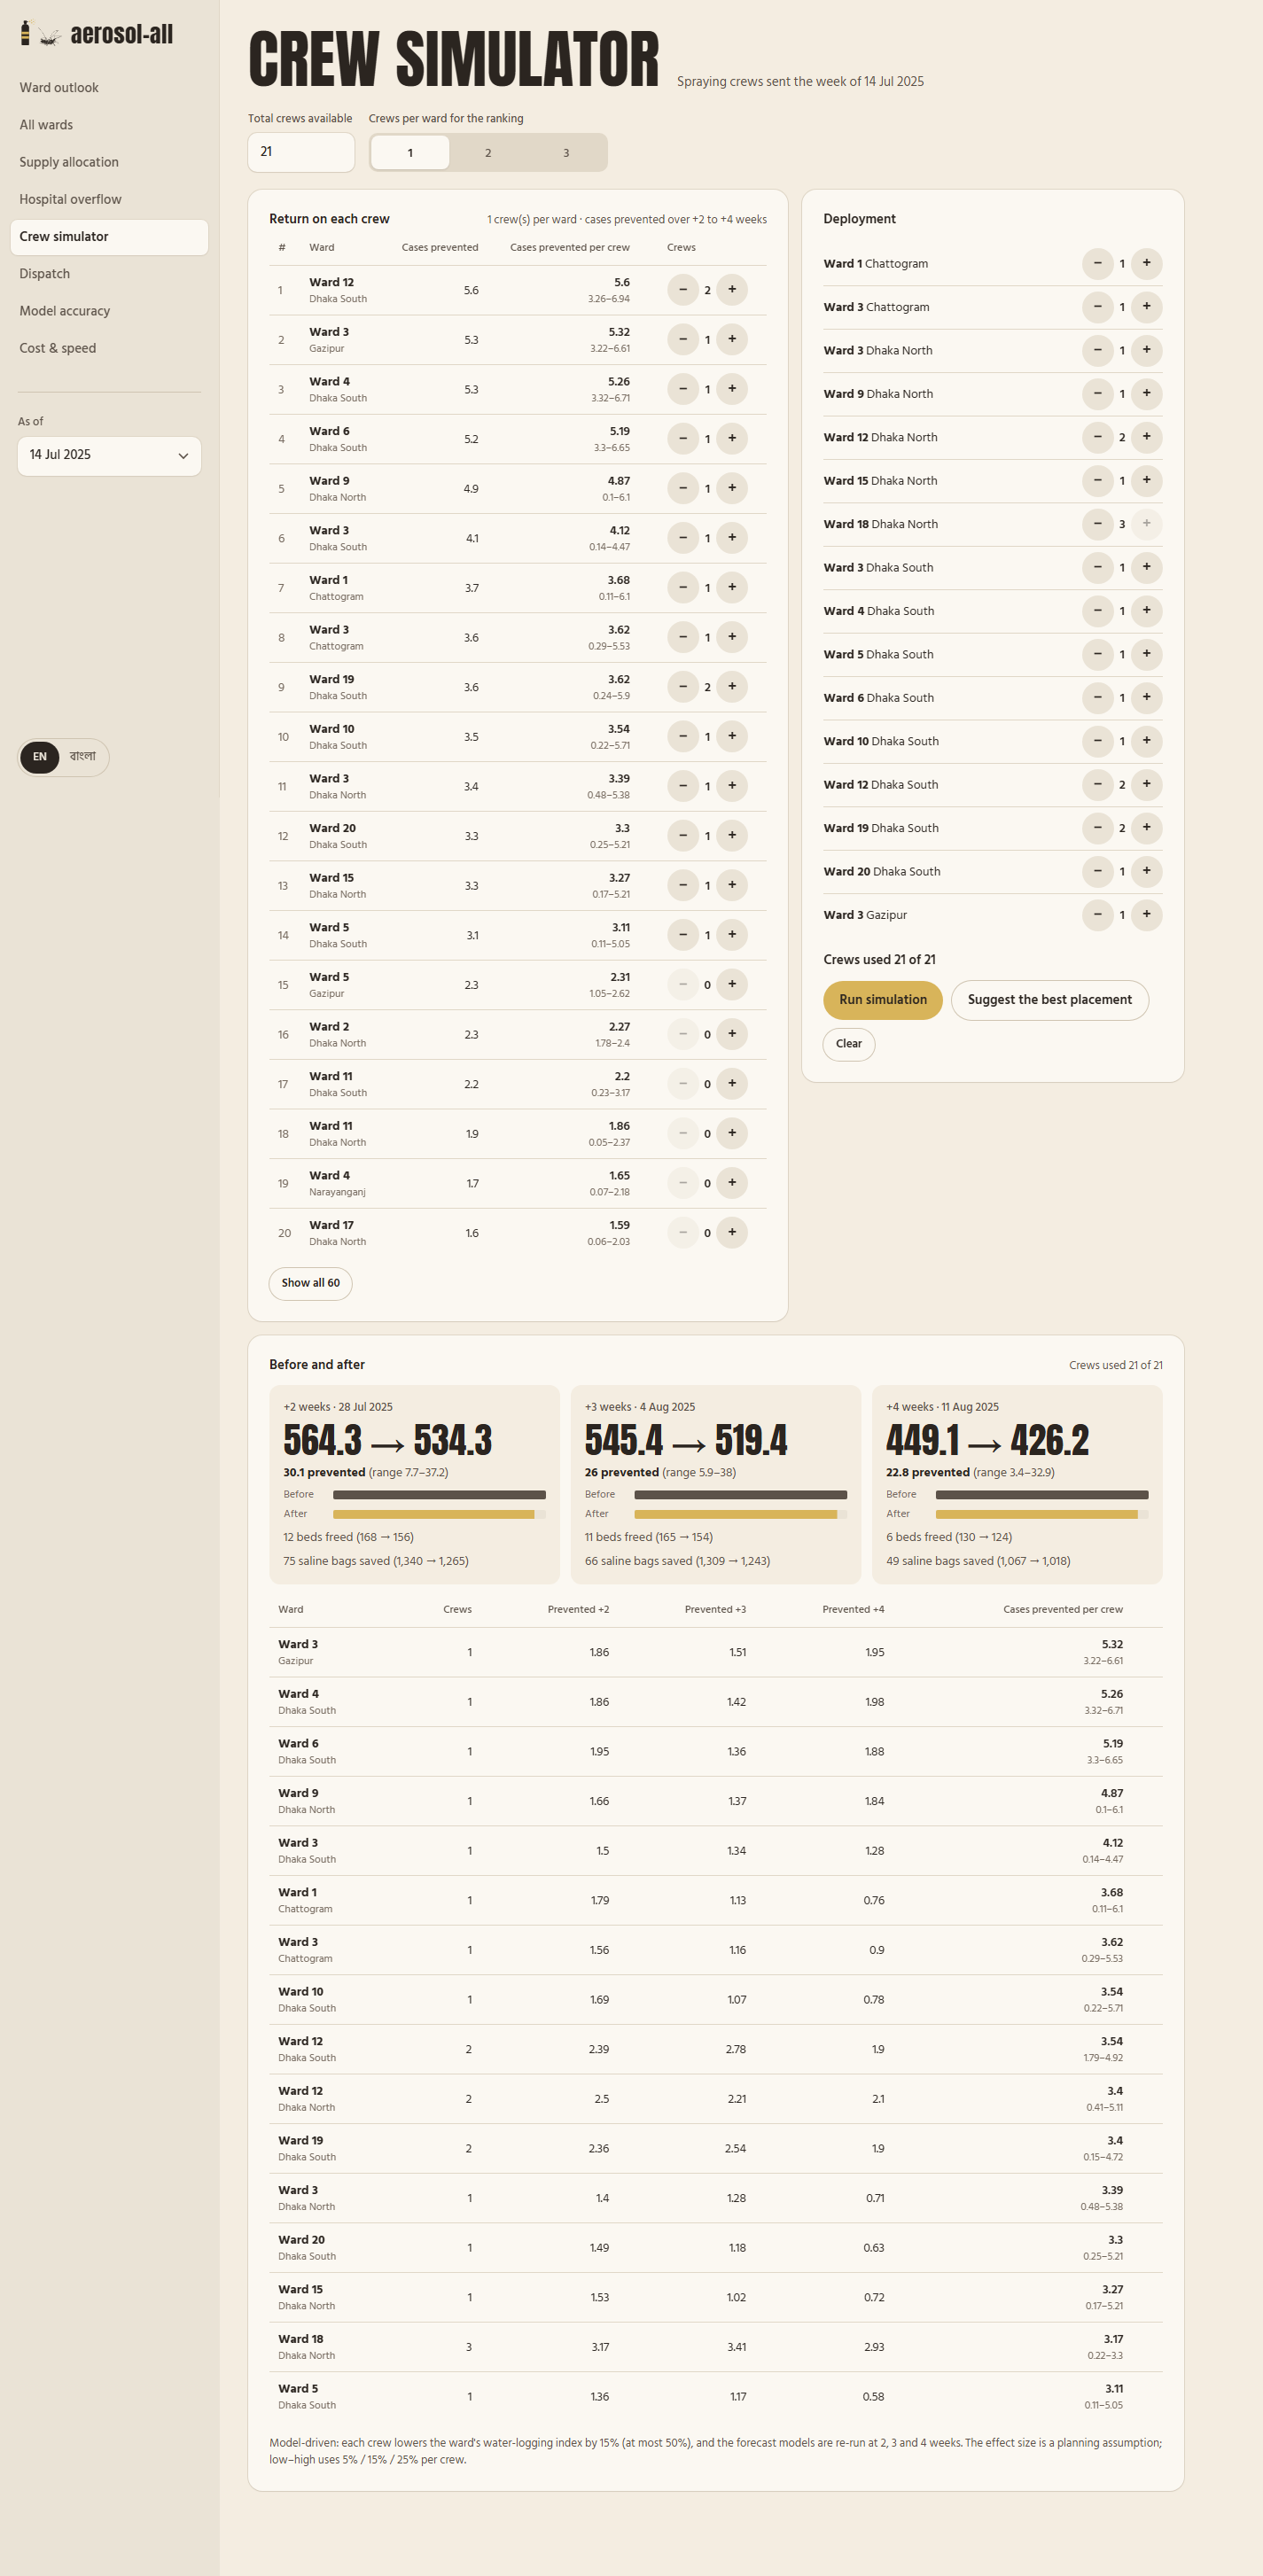 aerosol-all
Ward outlook
All wards
Supply allocation
Hospital overflow
Crew simulator
Dispatch
Model accuracy
Cost & speed
As of
14 Jul 2025
EN বাংলা
CREW SIMULATOR Spraying crews sent the week of 14 Jul 2025
Total crews available
21
Crews per ward for the ranking
1 2 3
Return on each crew 1 crew(s) per ward · cases prevented over +2 to +4 weeks
# Ward Cases prevented Cases prevented per crew Crews
1 Ward 12 5.6 5.6 − 2 +
Dhaka South 3.26–6.94
2 Ward 3 5.3 5.32 − 1 +
Gazipur 3.22–6.61
3 Ward 4 5.3 5.26 − 1 +
Dhaka South 3.32–6.71
4 Ward 6 5.2 5.19 − 1 +
Dhaka South 3.3–6.65
5 Ward 9 4.9 4.87 − 1 +
Dhaka North 0.1–6.1
6 Ward 3 4.1 4.12 − 1 +
Dhaka South 0.14–4.47
7 Ward 1 3.7 3.68 − 1 +
Chattogram 0.11–6.1
8 Ward 3 3.6 3.62 − 1 +
Chattogram 0.29–5.53
9 Ward 19 3.6 3.62 − 2 +
Dhaka South 0.24–5.9
10 Ward 10 3.5 3.54 − 1 +
Dhaka South 0.22–5.71
11 Ward 3 3.4 3.39 − 1 +
Dhaka North 0.48–5.38
12 Ward 20 3.3 3.3 − 1 +
Dhaka South 0.25–5.21
13 Ward 15 3.3 3.27 − 1 +
Dhaka North 0.17–5.21
14 Ward 5 3.1 3.11 − 1 +
Dhaka South 0.11–5.05
15 Ward 5 2.3 2.31 − 0 +
Gazipur 1.05–2.62
16 Ward 2 2.3 2.27 − 0 +
Dhaka North 1.78–2.4
17 Ward 11 2.2 2.2 − 0 +
Dhaka South 0.23–3.17
18 Ward 11 1.9 1.86 − 0 +
Dhaka North 0.05–2.37
19 Ward 4 1.7 1.65 − 0 +
Narayanganj 0.07–2.18
20 Ward 17 1.6 1.59 − 0 +
Dhaka North 0.06–2.03
Show all 60
Deployment
Ward 1 Chattogram − 1 +
Ward 3 Chattogram − 1 +
Ward 3 Dhaka North − 1 +
Ward 9 Dhaka North − 1 +
Ward 12 Dhaka North − 2 +
Ward 15 Dhaka North − 1 +
Ward 18 Dhaka North − 3 +
Ward 3 Dhaka South − 1 +
Ward 4 Dhaka South − 1 +
Ward 5 Dhaka South − 1 +
Ward 6 Dhaka South − 1 +
Ward 10 Dhaka South − 1 +
Ward 12 Dhaka South − 2 +
Ward 19 Dhaka South − 2 +
Ward 20 Dhaka South − 1 +
Ward 3 Gazipur − 1 +
Crews used 21 of 21
Run simulation Suggest the best placement
Clear
Before and after Crews used 21 of 21
+2 weeks · 28 Jul 2025
564.3 → 534.3
30.1 prevented (range 7.7–37.2)
Before
After
12 beds freed (168 → 156)
75 saline bags saved (1,340 → 1,265)
+3 weeks · 4 Aug 2025
545.4 → 519.4
26 prevented (range 5.9–38)
Before
After
11 beds freed (165 → 154)
66 saline bags saved (1,309 → 1,243)
+4 weeks · 11 Aug 2025
449.1 → 426.2
22.8 prevented (range 3.4–32.9)
Before
After
6 beds freed (130 → 124)
49 saline bags saved (1,067 → 1,018)
Ward Crews Prevented +2 Prevented +3 Prevented +4 Cases prevented per crew
Ward 3 1 1.86 1.51 1.95 5.32
Gazipur 3.22–6.61
Ward 4 1 1.86 1.42 1.98 5.26
Dhaka South 3.32–6.71
Ward 6 1 1.95 1.36 1.88 5.19
Dhaka South 3.3–6.65
Ward 9 1 1.66 1.37 1.84 4.87
Dhaka North 0.1–6.1
Ward 3 1 1.5 1.34 1.28 4.12
Dhaka South 0.14–4.47
Ward 1 1 1.79 1.13 0.76 3.68
Chattogram 0.11–6.1
Ward 3 1 1.56 1.16 0.9 3.62
Chattogram 0.29–5.53
Ward 10 1 1.69 1.07 0.78 3.54
Dhaka South 0.22–5.71
Ward 12 2 2.39 2.78 1.9 3.54
Dhaka South 1.79–4.92
Ward 12 2 2.5 2.21 2.1 3.4
Dhaka North 0.41–5.11
Ward 19 2 2.36 2.54 1.9 3.4
Dhaka South 0.15–4.72
Ward 3 1 1.4 1.28 0.71 3.39
Dhaka North 0.48–5.38
Ward 20 1 1.49 1.18 0.63 3.3
Dhaka South 0.25–5.21
Ward 15 1 1.53 1.02 0.72 3.27
Dhaka North 0.17–5.21
Ward 18 3 3.17 3.41 2.93 3.17
Dhaka North 0.22–3.3
Ward 5 1 1.36 1.17 0.58 3.11
Dhaka South 0.11–5.05
Model-driven: each crew lowers the ward's water-logging index by 15% (at most 50%), and the forecast models are re-run at 2, 3 and 4 weeks. The effect size is a planning assumption;
low–high uses 5% / 15% / 25% per crew.